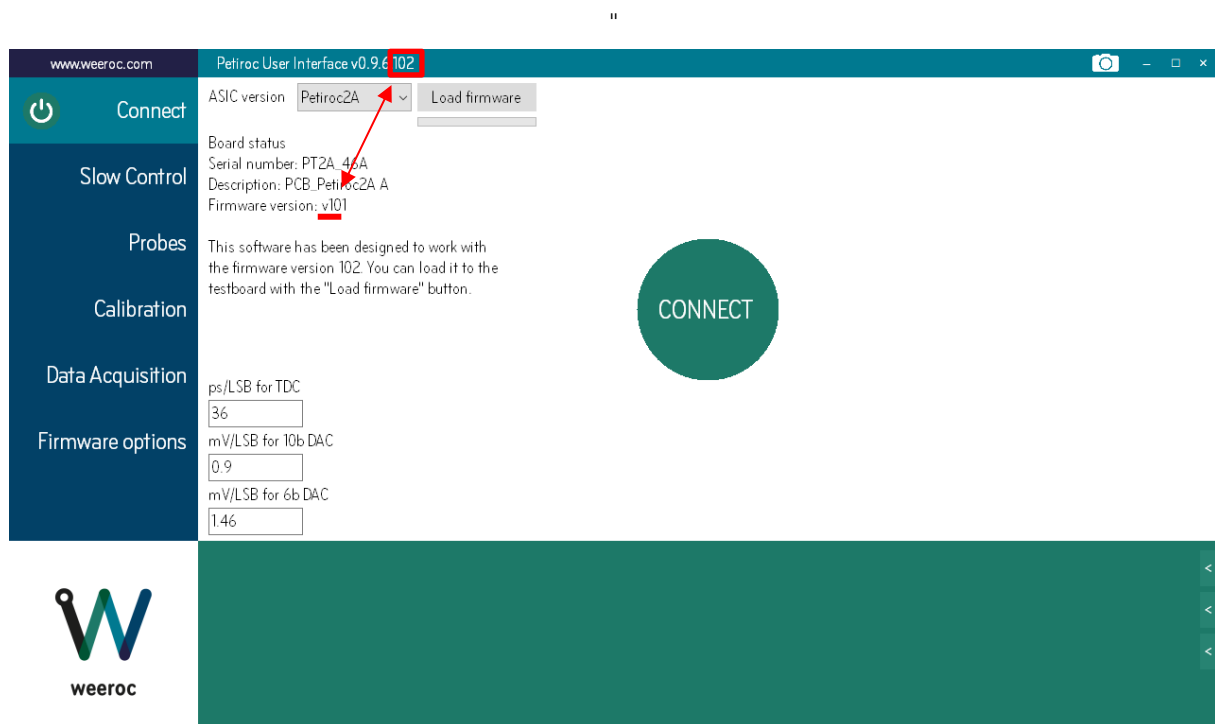 "
www.weeroc.com
Petiroc User Interface v0.9.6.102
Connect
Slow Control
Probes
Calibration
Data Acquisition
Firmware options
ASIC version Petiroc2A Load firmware
Board status
Serial number: PT2A_46A
Description: PCB_Petiroc2A A
Firmware version: v101
This software has been designed to work with
the firmware version 102. You can load it to the
testboard with the "Load firmware" button.
CONNECT
ps/LSB for TDC
36
mV/LSB for 10b DAC
0.9
mV/LSB for 6b DAC
1.46
<
<
<
weeroc